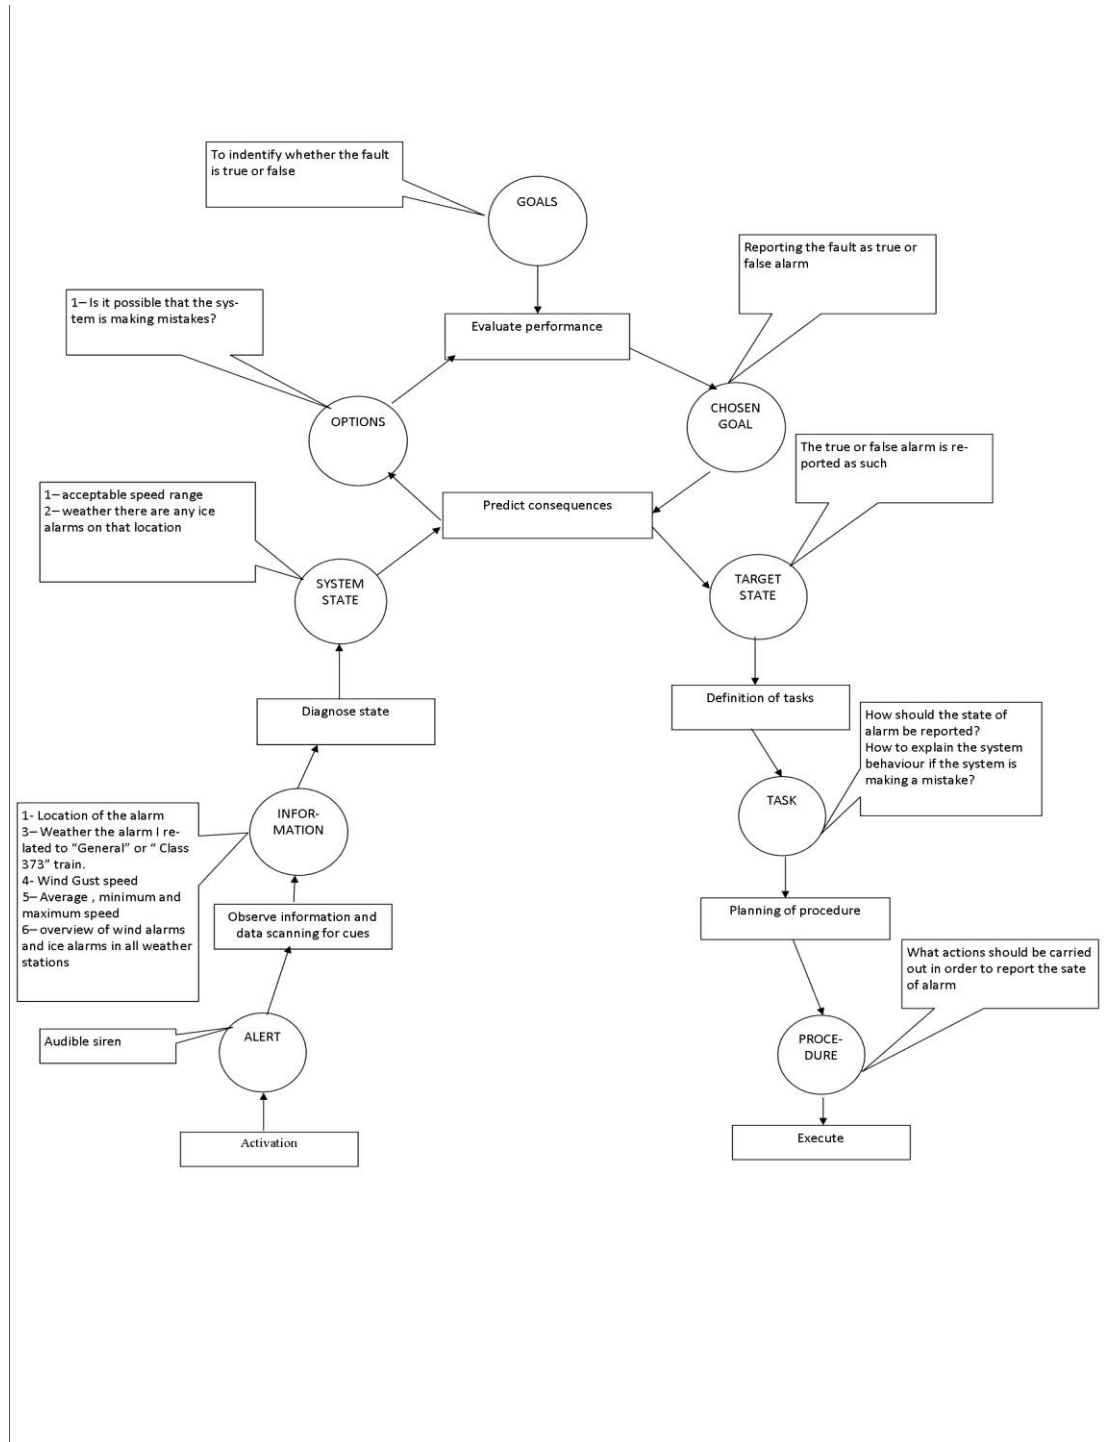 To indentify whether the fault
is true or false
GOALS
Reporting the fault as true or
false alarm
1– Is it possible that the sys-
tem is making mistakes?
Evaluate performance
CHOSEN
GOAL
OPTIONS
The true or false alarm is re-
ported as such
1– acceptable speed range
2– weather there are any ice
alarms on that location
Predict consequences
SYSTEM
STATE
TARGET
STATE
Diagnose state
Definition of tasks
How should the state of
alarm be reported?
How to explain the system
behaviour if the system is
making a mistake?
TASK
INFOR-
MATION
1- Location of the alarm
3– Weather the alarm I re-
lated to “General” or “ Class
373” train.
4- Wind Gust speed
5– Average , minimum and
maximum speed
6–overview of wind alarms
and ice alarms in all weather
stations
Observe information and
data scanning for cues
Planning of procedure
What actions should be carried
out in order to report the sate
of alarm
Audible siren
ALERT
PROCE-
DURE
Activation
Execute